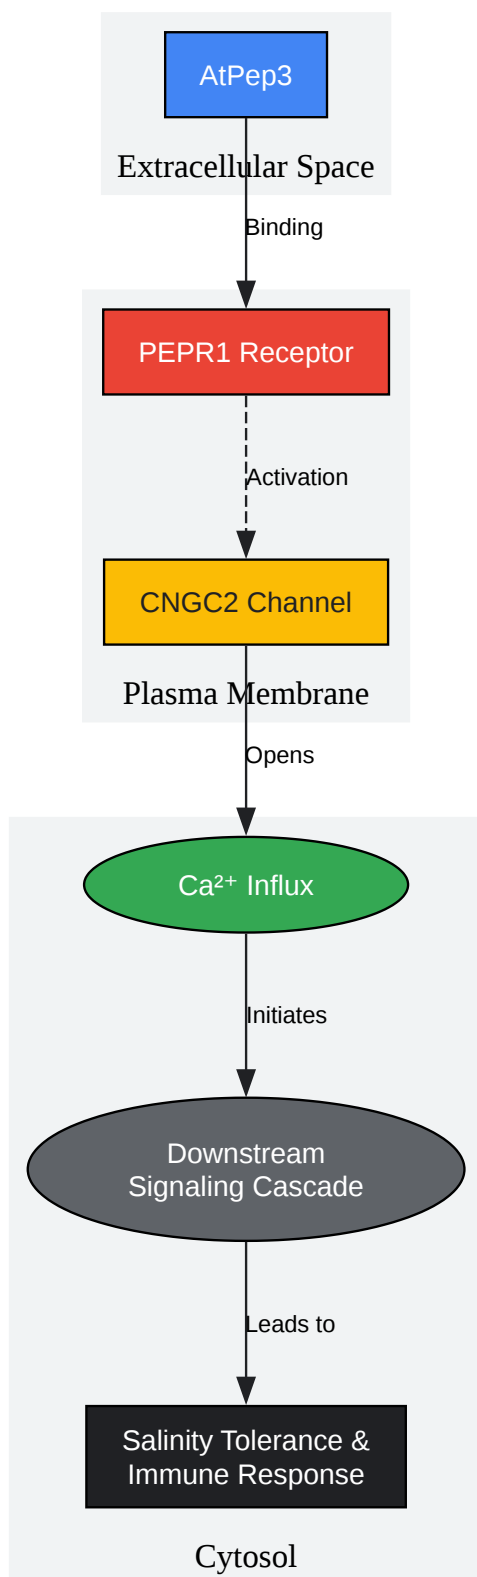 AtPep3
Extracellular Space
Binding
PEPR1 Receptor
Activation
CNGC2 Channel
Plasma Membrane
Opens
Ca²⁺ Influx
Initiates
Downstream
Signaling Cascade
Leads to
Salinity Tolerance &
Immune Response
Cytosol